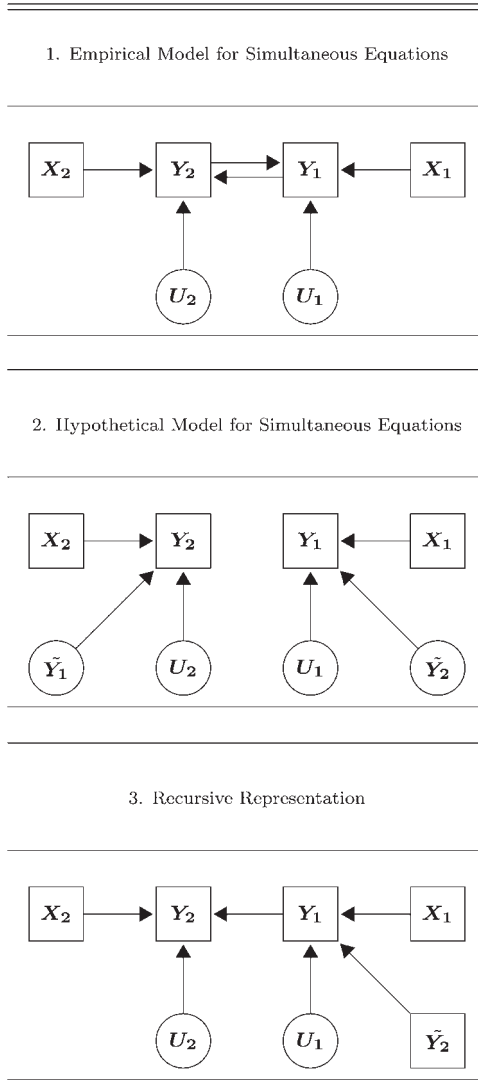 1. Empirical Model for Simultaneous Equations
X₂ Y₂ Y₁ X₁
U₂ U₁
2. Hypothetical Model for Simultaneous Equations
X₂ Y₂ Y₁ X₁
Ỹ₁ U₂ U₁ Ỹ₂
3. Recursive Representation
X₂ Y₂ Y₁ X₁
U₂ U₁ Ỹ₂